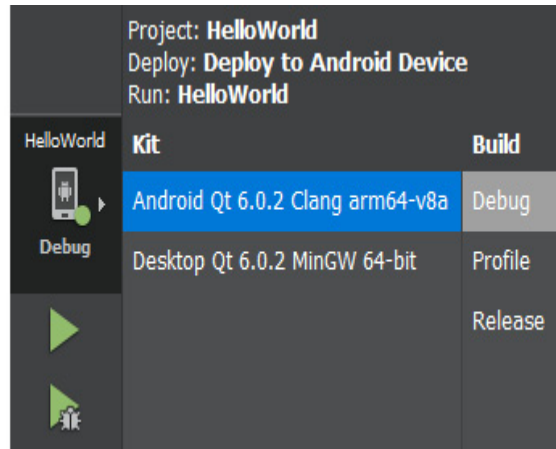 Project: HelloWorld
Deploy: Deploy to Android Device
Run: HelloWorld
HelloWorld
Debug
Kit
Android Qt 6.0.2 Clang arm64-v8a
Desktop Qt 6.0.2 MinGW 64-bit
Build
Debug
Profile
Release